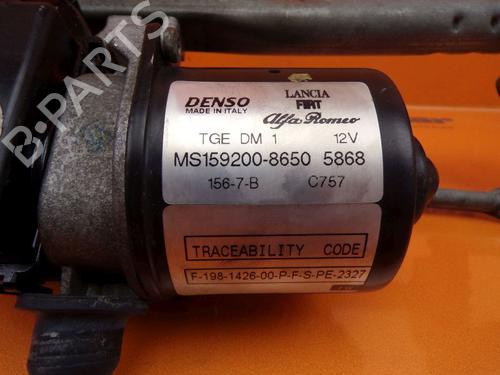 B-PARTS
DENSO
MADE IN ITALY
LANCIA
FIAT
Alfa Romeo
TGE DM 1 12V
MS159200-8650 5868
156-7-B C757
TRACEABILITY CODE
F-198-1426-00-P-F-S-PE-2327